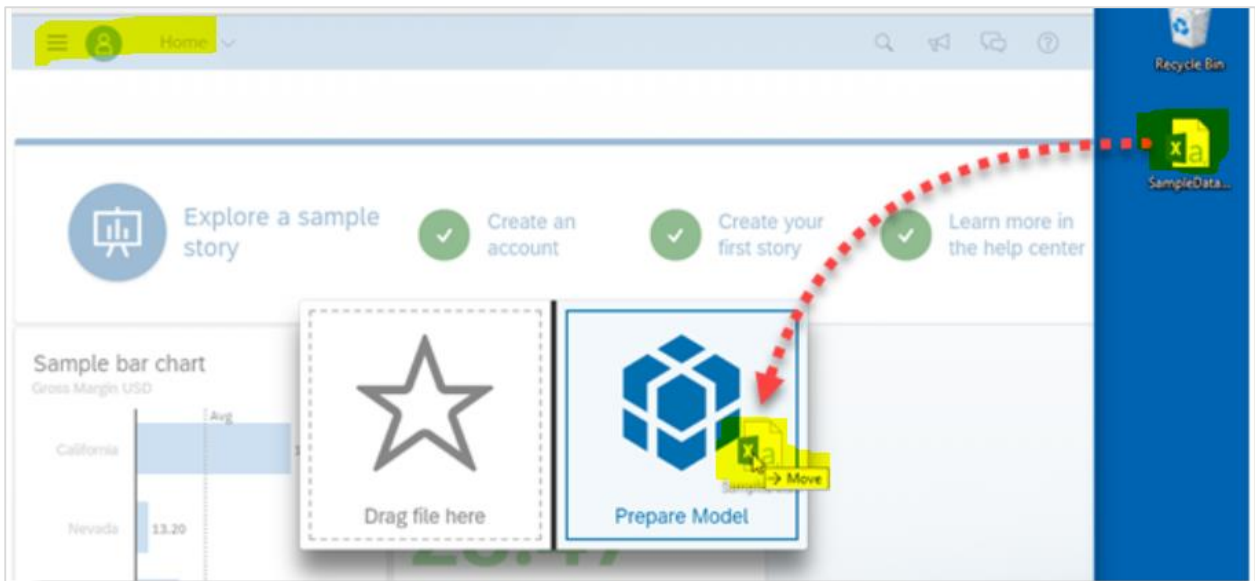 Home
Recycle Bin
SampleData...
Explore a sample
story
Create an
account
Create your
first story
Learn more in
the help center
Sample bar chart
Gross Margin USD
Avg
California
1
Nevada
13.20
Drag file here
Prepare Model
→ Move